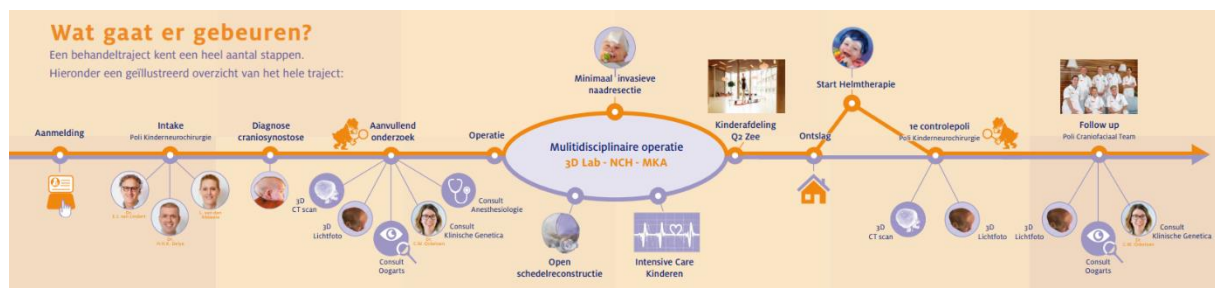 Wat gaat er gebeuren?
Een behandeltraject kent een heel aantal stappen.
Hieronder een geïllustreerd overzicht van het hele traject:
Aanmelding
Intake
Poli Kinderneurochirurgie
Diagnose
craniosynostose
3D
CT scan
Aanvullend
onderzoek
3D
Lichtfoto
Consult
Oogarts
Consult
Klinische Genetica
Consult
Anesthesiologie
Operatie
Minimaal invasieve
naadresectie
Mulitidisciplinaire operatie
3D Lab - NCH - MKA
Open
schedelreconstructie
Intensive Care
Kinderen
Kinderafdeling
Q2 Zee
Ontslag
Start Helmtherapie
1e controlepoli
Poli Kinderneurochirurgie
3D
CT scan
3D
Lichtfoto
Follow up
Poli Craniofaciaal Team
3D
Lichtfoto
Consult
Oogarts
Consult
Klinische Genetica